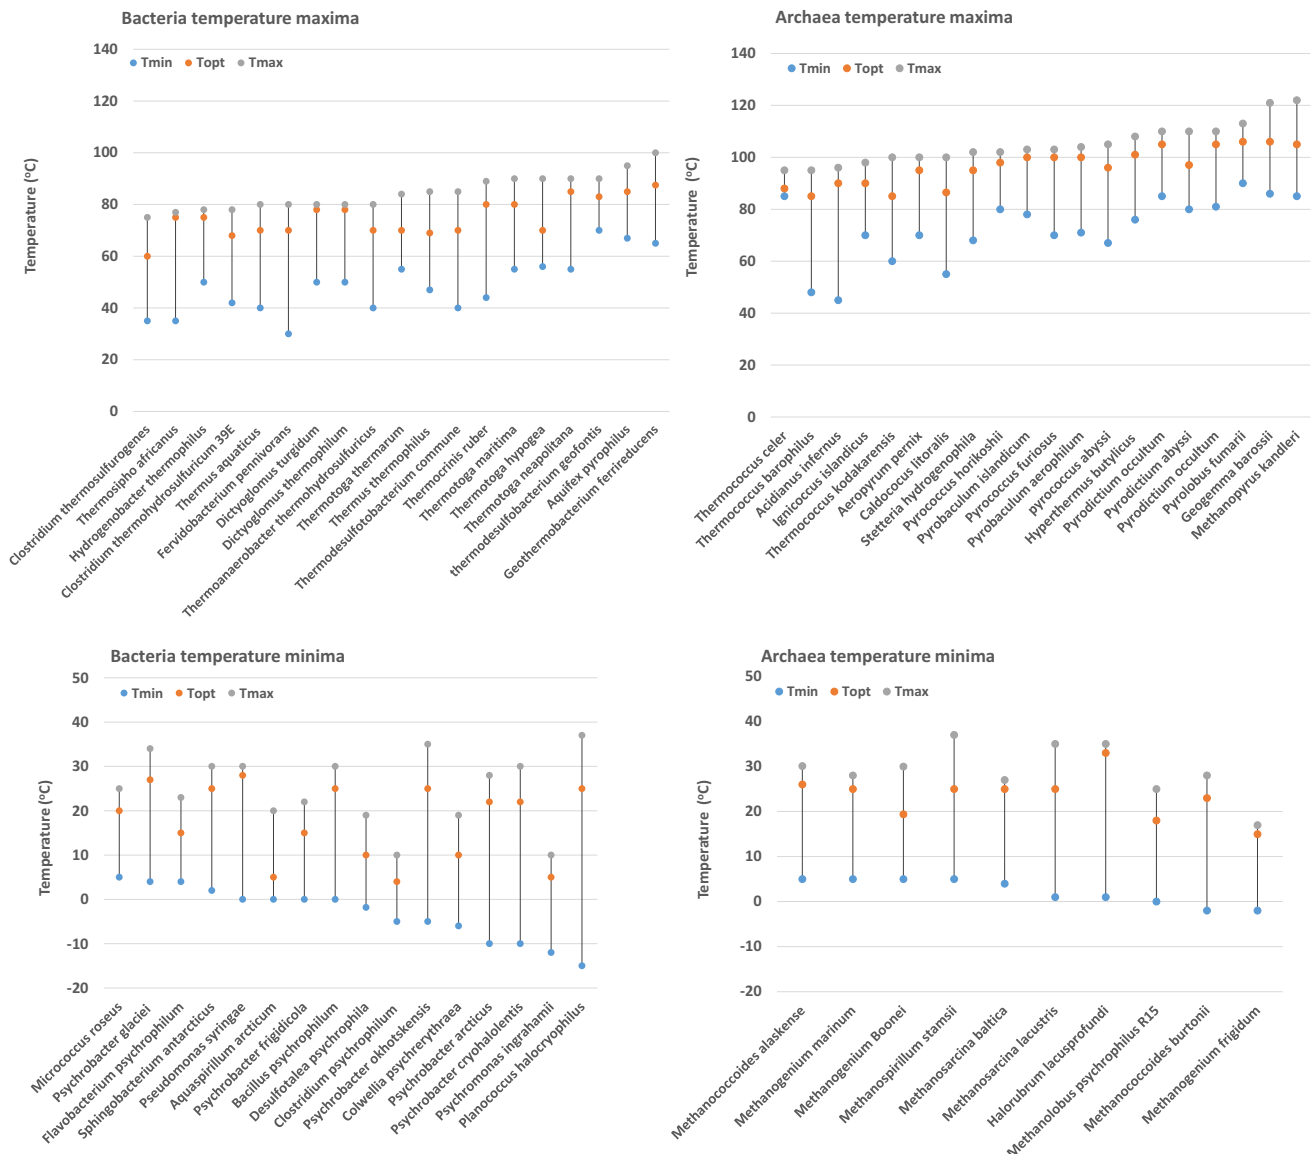 Bacteria temperature maxima
Tmin Topt Tmax
Temperature (°C)
140
120
100
80
60
40
20
0
Clostridium thermosulfurogenes
Thermosipho africanus
Hydrogenobacter thermophilus
Clostridium thermohydrosulfuricum 39E
Thermus aquaticus
Fervidobacterium pennivorans
Dictyoglomus turgidum
Dictyoglomus thermophilum
Thermoanaerobacter thermohydrosulfuricus
Thermotoga thermarum
Thermus thermophilus
Thermodesulfotobacterium commune
Thermocrinis ruber
Thermotoga maritima
Thermotoga hypogea
Thermotoga neapolitana
thermodesulfobacterium geofontis
Aquifex pyrophilus
Geothermobacterium ferrireducens
Archaea temperature maxima
Tmin Topt Tmax
Temperature (°C)
140
120
100
80
60
40
20
0
Thermococcus celer
Thermococcus barophilus
Acidianus infernus
Ignicoccus islandicus
Thermococcus kodakarensis
Aeropyrum pernix
Caldococcus litoralis
Stetteria hydrogenophila
Pyrococcus horikoshii
Pyrobaculum islandicum
Pyrococcus furiosus
Pyrobaculum aerophilum
pyrococcus abyssi
Hyperthermus butylicus
Pyrodictium occultum
Pyrodictium abyssi
Pyrodictium occultum
Pyrolobus fumarii
Geogemma barossii
Methanopyrus kandleri
Bacteria temperature minima
Tmin Topt Tmax
Temperature (°C)
50
40
30
20
10
0
-10
-20
Micrococcus roseus
Psychrobacter glaciei
Flavobacterium psychrophilum
Sphingobacterium antarcticus
Pseudomonas syringae
Aquaspirillum arcticum
Psychrobacter frigidicola
Bacillus psychrophilum
Desulfotalea psychrophila
Clostridium psychrophilum
Psychrobacter okhotskensis
Colwellia psychrerythraea
Psychrobacter arcticus
Psychrobacter cryohalolentis
Psychromonas ingrahamii
Planococcus halocryophilus
Archaea temperature minima
Tmin Topt Tmax
Temperature (°C)
50
40
30
20
10
0
-10
-20
Methanococcoides alaskense
Methanogenium marinum
Methanogenium Boonei
Methanospirillum stamsii
Methanosarcina baltica
Methanosarcina lacustris
Halorubrum lacusprofundi
Methanolobus psychrophilus R15
Methanococcoides burtonii
Methanogenium frigidum